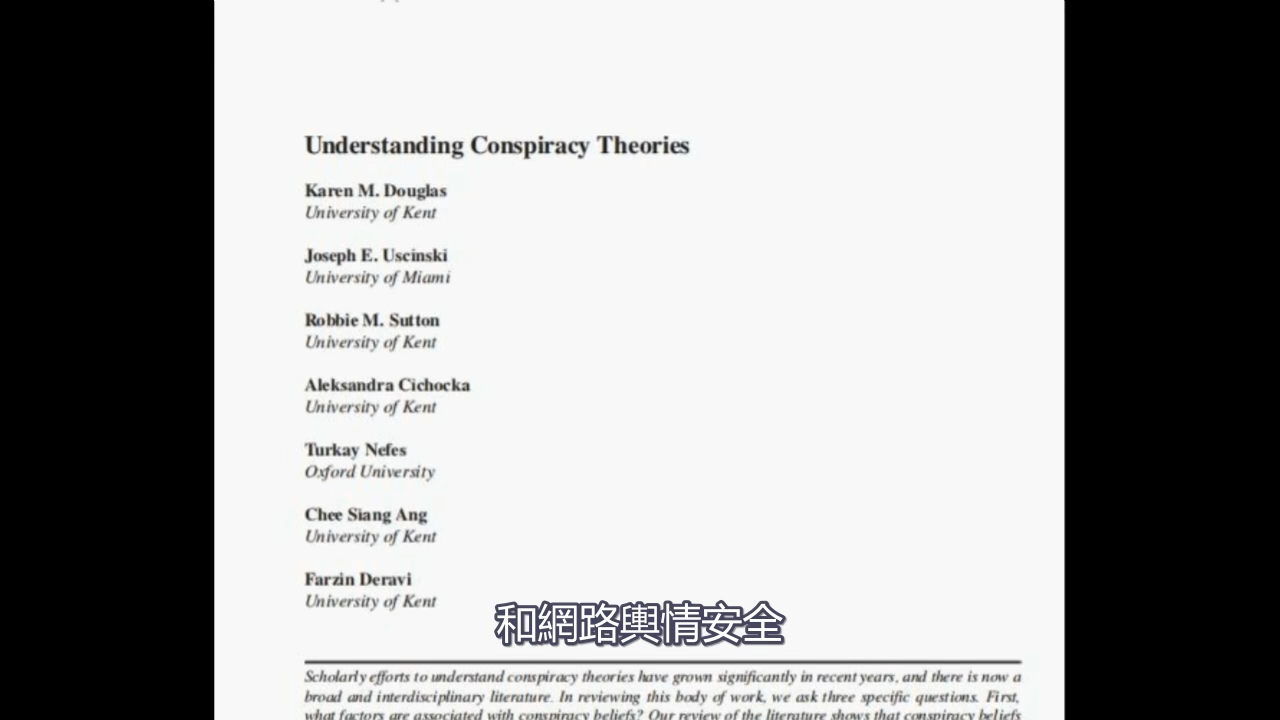 Understanding Conspiracy Theories
Karen M. Douglas
University of Kent
Joseph E. Uscinski
University of Miami
Robbie M. Sutton
University of Kent
Aleksandra Cichocka
University of Kent
Turkay Nefes
Oxford University
Chee Siang Ang
University of Kent
Farzin Deravi
University of Kent
和網路輿情安全
Scholarly efforts to understand conspiracy theories have grown significantly in recent years, and there is now a
broad and interdisciplinary literature. In reviewing this body of work, we ask three specific questions. First,
what factors are associated with conspiracy beliefs? Our review of the literature shows that conspiracy beliefs